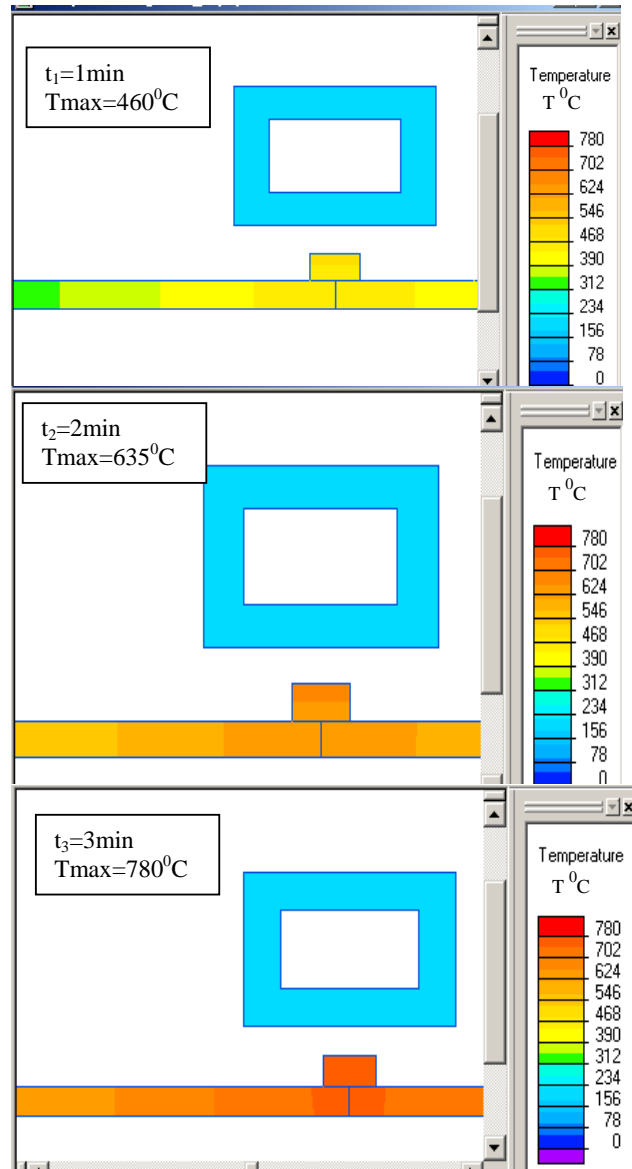 t₁=1min
Tmax=460⁰C
Temperature
T ⁰C
780
702
624
546
468
390
312
234
156
78
0
t₂=2min
Tmax=635⁰C
Temperature
T ⁰C
780
702
624
546
468
390
312
234
156
78
0
t₃=3min
Tmax=780⁰C
Temperature
T ⁰C
780
702
624
546
468
390
312
234
156
78
0